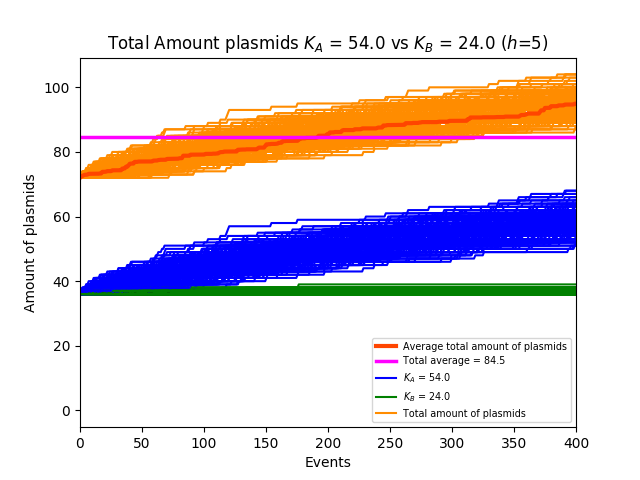 Total Amount plasmids K_A = 54.0 vs K_B = 24.0 (h=5)
Amount of plasmids
100
80
60
40
20
0
Average total amount of plasmids
Total average = 84.5
K_A = 54.0
K_B = 24.0
Total amount of plasmids
0 50 100 150 200 250 300 350 400
Events